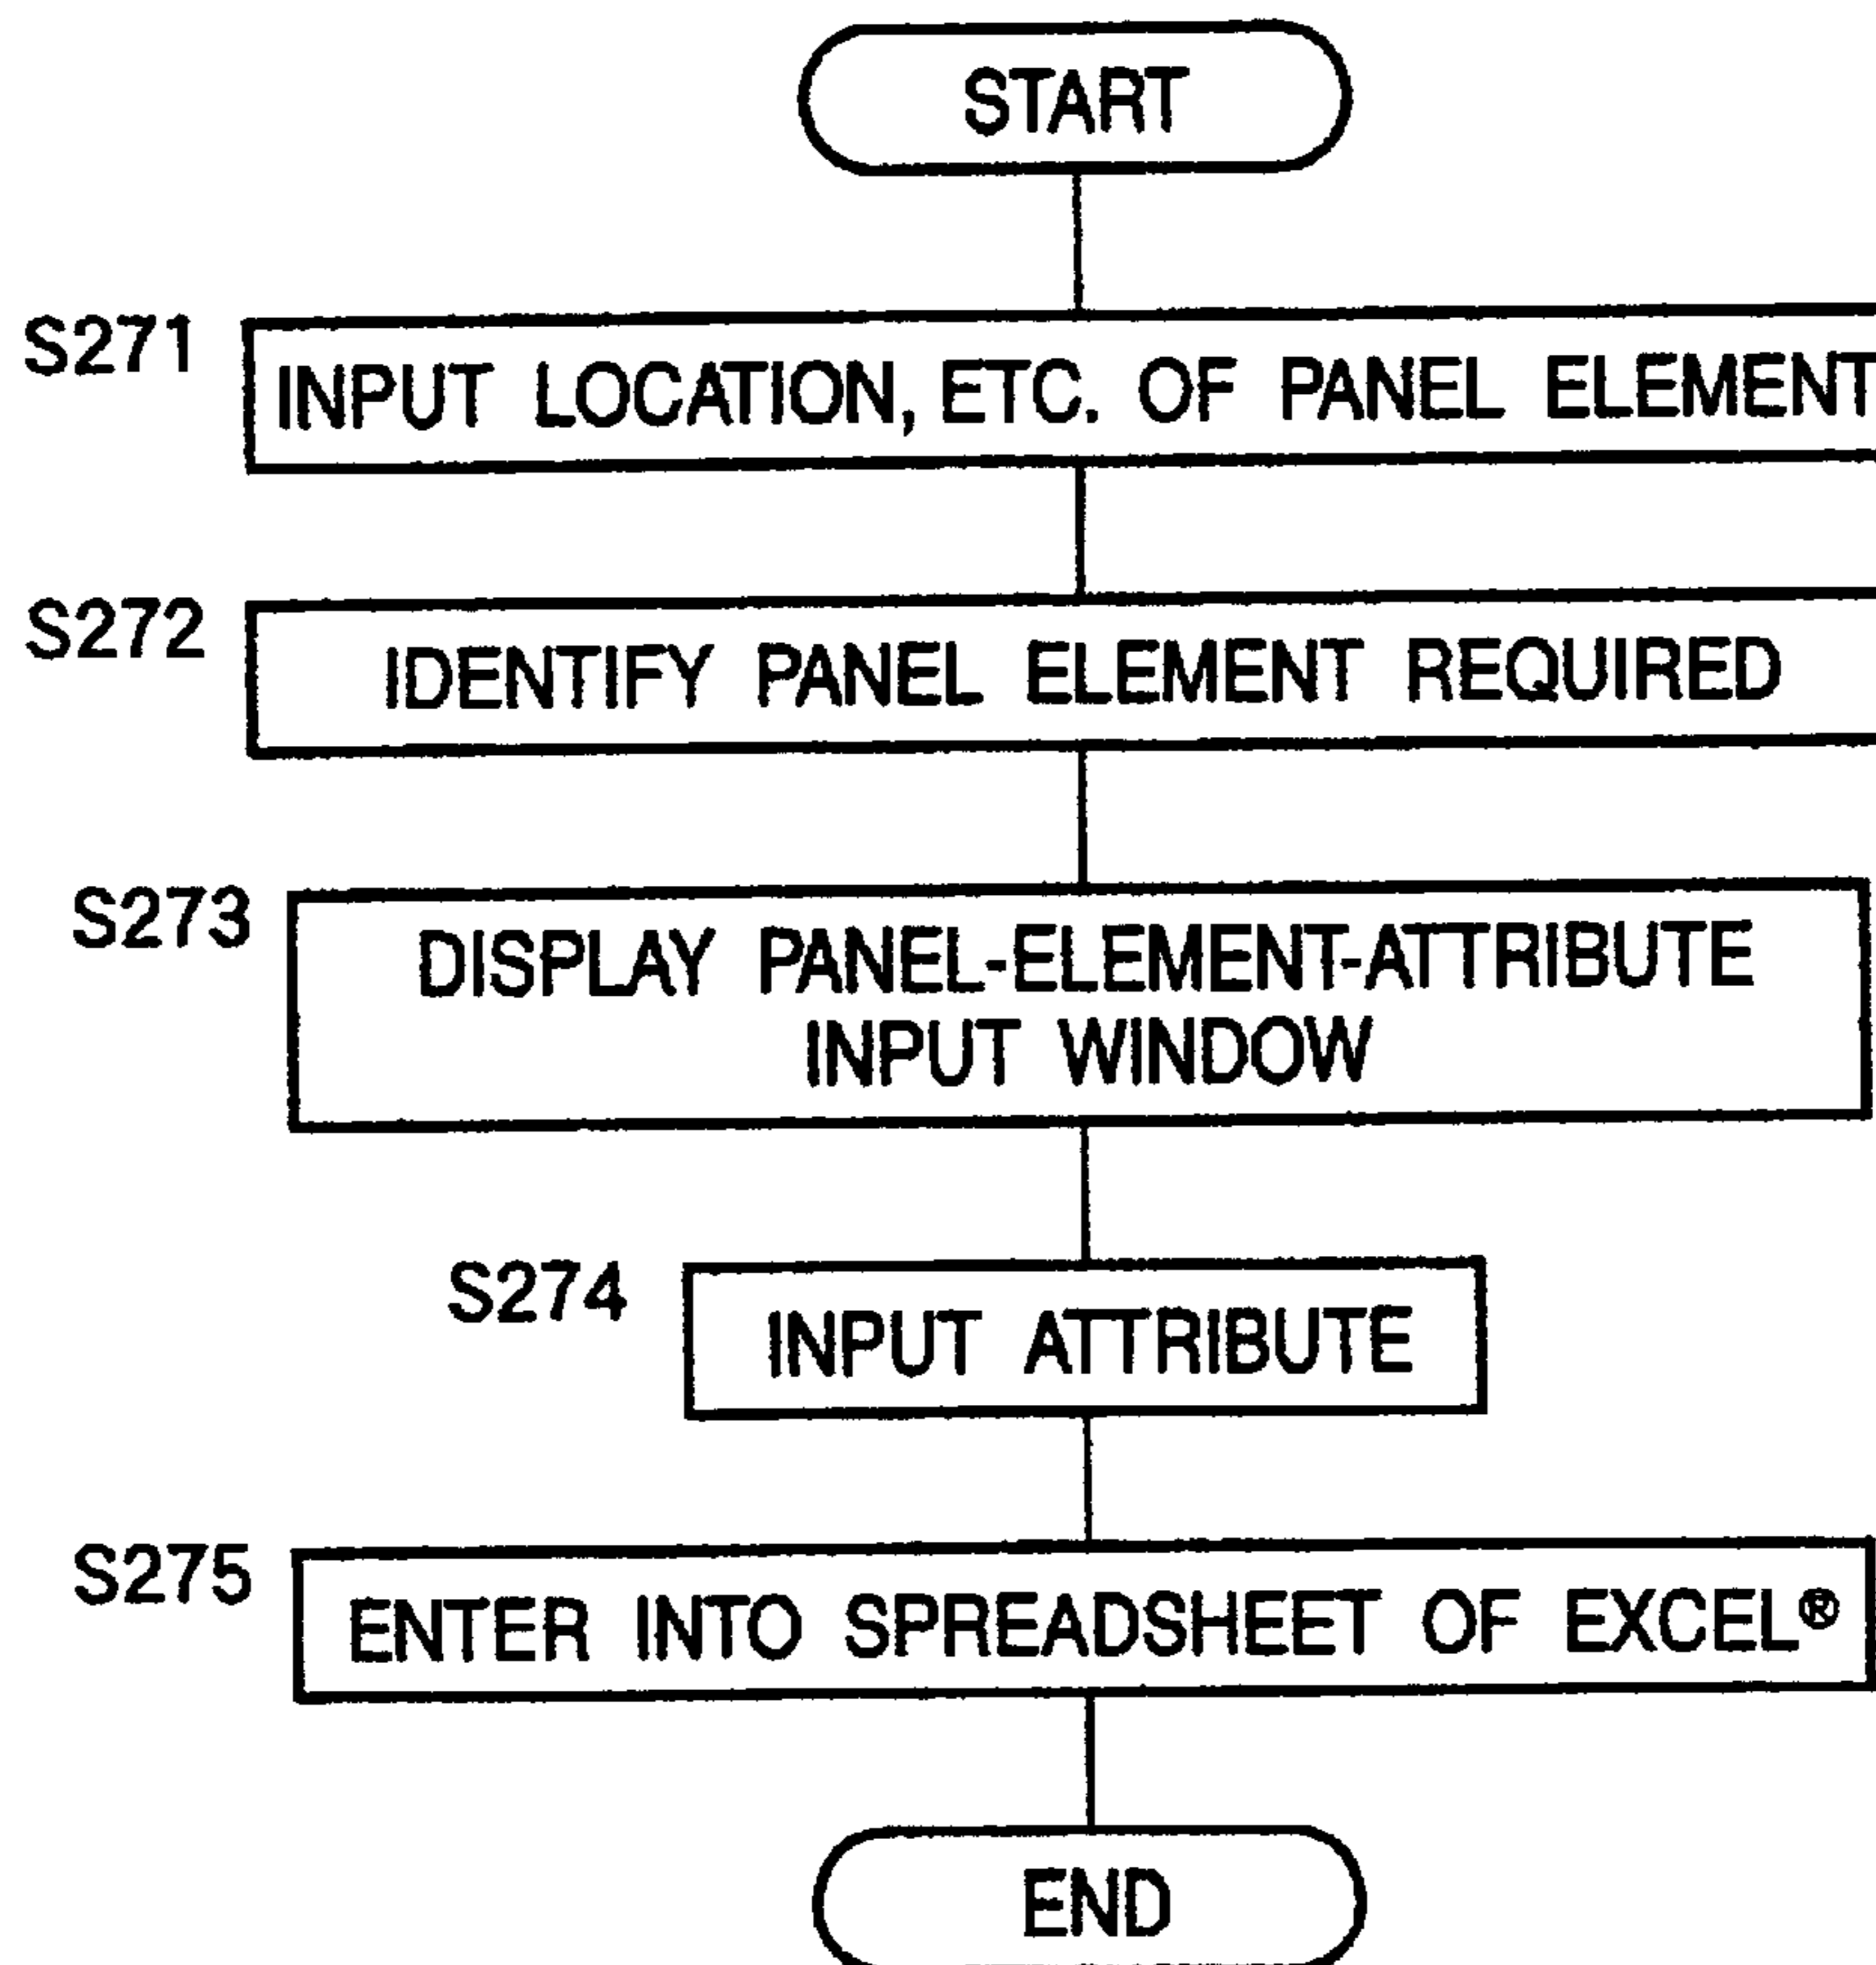 START
S271
INPUT LOCATION, ETC. OF PANEL ELEMENT
S272
IDENTIFY PANEL ELEMENT REQUIRED
S273
DISPLAY PANEL-ELEMENT-ATTRIBUTE
INPUT WINDOW
S274
INPUT ATTRIBUTE
S275
ENTER INTO SPREADSHEET OF EXCEL®
END